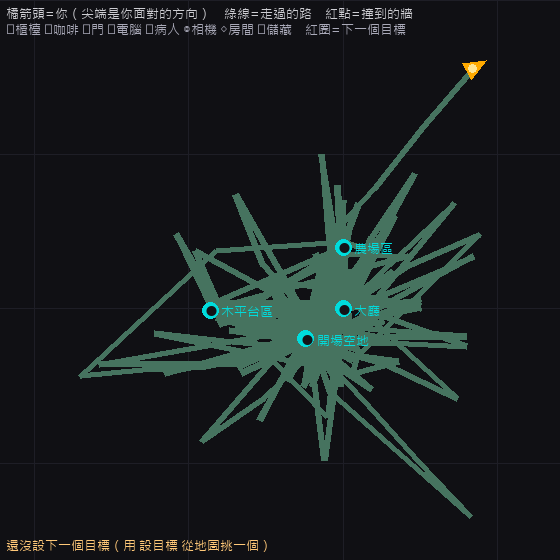 橘箭頭=你（尖端是你面對的方向） 綠線=走過的路 紅點=撞到的牆
▯櫃檯 ▯咖啡 ▯門 ▯電腦 ▯病人 ⊙相機 ◇房間 ▯儲藏 紅圈=下一個目標
農場區
木平台區
大廳
開場空地
還沒設下一個目標（用 設目標 從地圖挑一個）